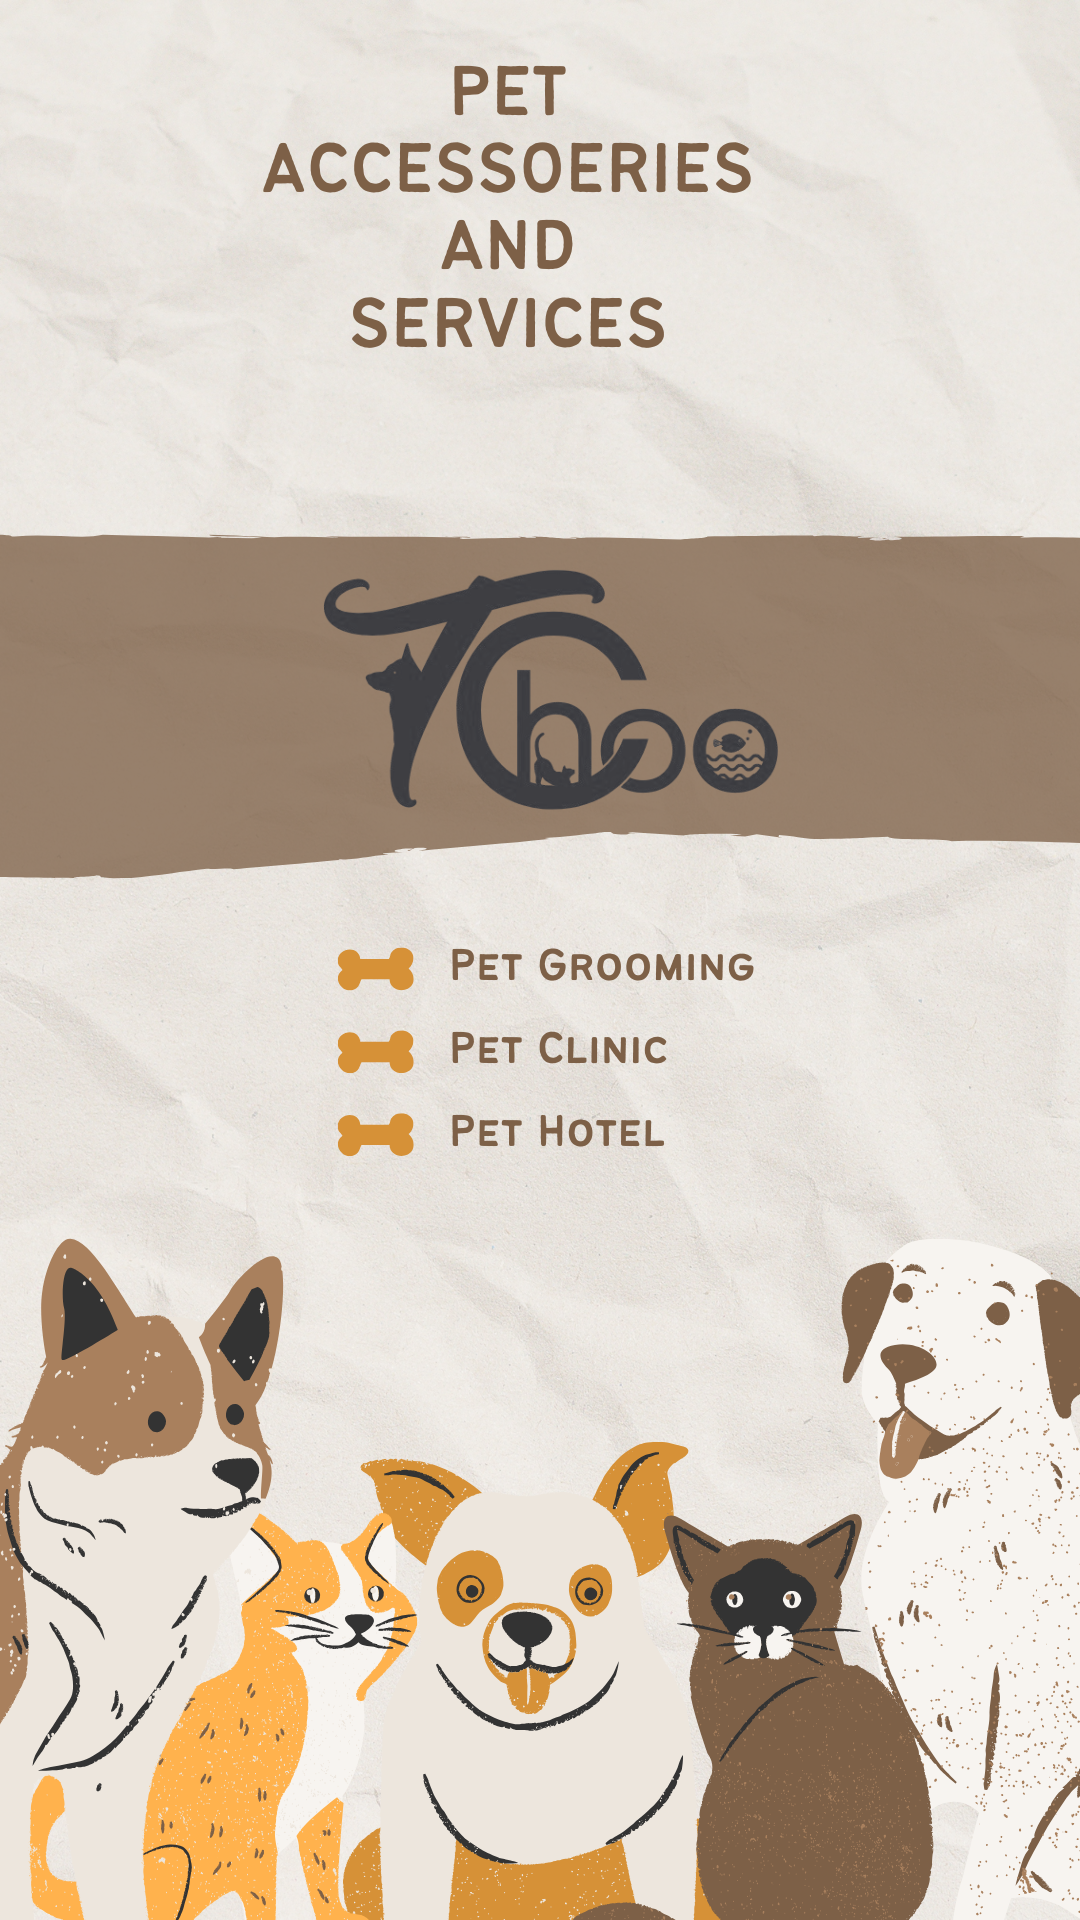 PET
ACCESSOERIES
AND
SERVICES
TChoo
Pet Grooming
Pet Clinic
Pet Hotel